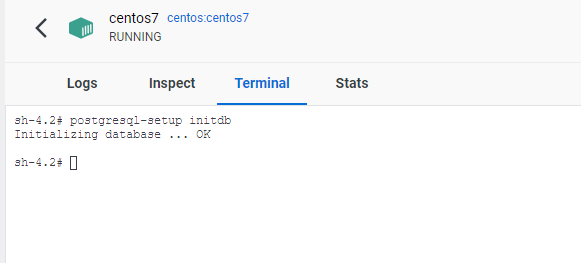 centos7 centos:centos7
RUNNING
Logs Inspect Terminal Stats
sh-4.2# postgresql-setup initdb
Initializing database ... OK
sh-4.2#